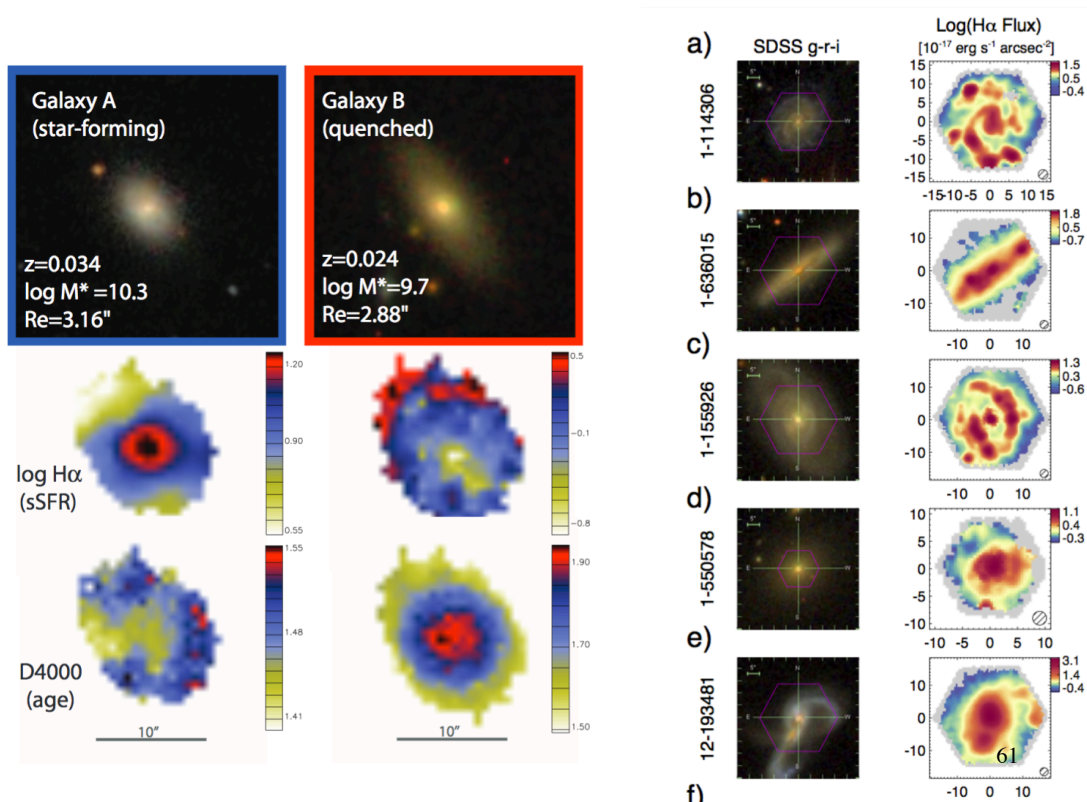 Galaxy A
(star-forming)
z=0.034
log M* =10.3
Re=3.16"
Galaxy B
(quenched)
z=0.024
log M* =9.7
Re=2.88"
log Hα
(sSFR)
1.20
0.90
0.55
0.5
−0.1
−0.8
D4000
(age)
1.55
1.48
1.41
1.90
1.70
1.50
10"
10"
SDSS g-r-i
Log(Hα Flux)
[10⁻¹⁷ erg s⁻¹ arcsec⁻²]
a)
1-114306
5"
N
E
W
15
10
5
0
-5
-10
-15
-15-10 -5 0 5 10 15
1.5
0.5
-0.4
b)
1-636015
5"
N
E
W
10
0
-10
-10 0 10
1.8
0.5
-0.7
c)
1-155926
5"
N
E
W
10
0
-10
-10 0 10
1.3
0.3
-0.6
d)
1-550578
5"
N
E
W
10
5
0
-5
-10
-10 -5 0 5 10
1.1
0.4
-0.3
e)
12-193481
5"
N
E
W
10
0
-10
-10 0 10
3.1
1.4
-0.4
61
f)